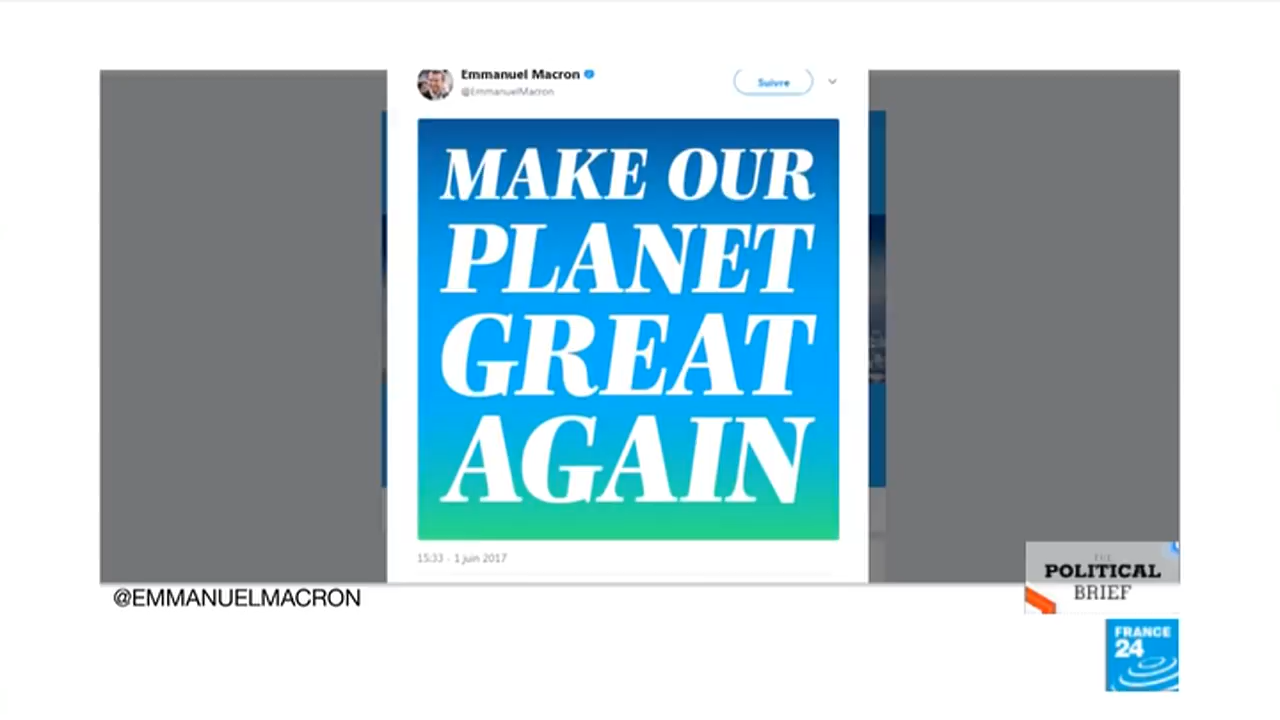 Emmanuel Macron
@EmmanuelMacron
Suivre
MAKE OUR
PLANET
GREAT
AGAIN
15:33 - 1 juin 2017
@EMMANUELMACRON
THE
POLITICAL
BRIEF
FRANCE
24